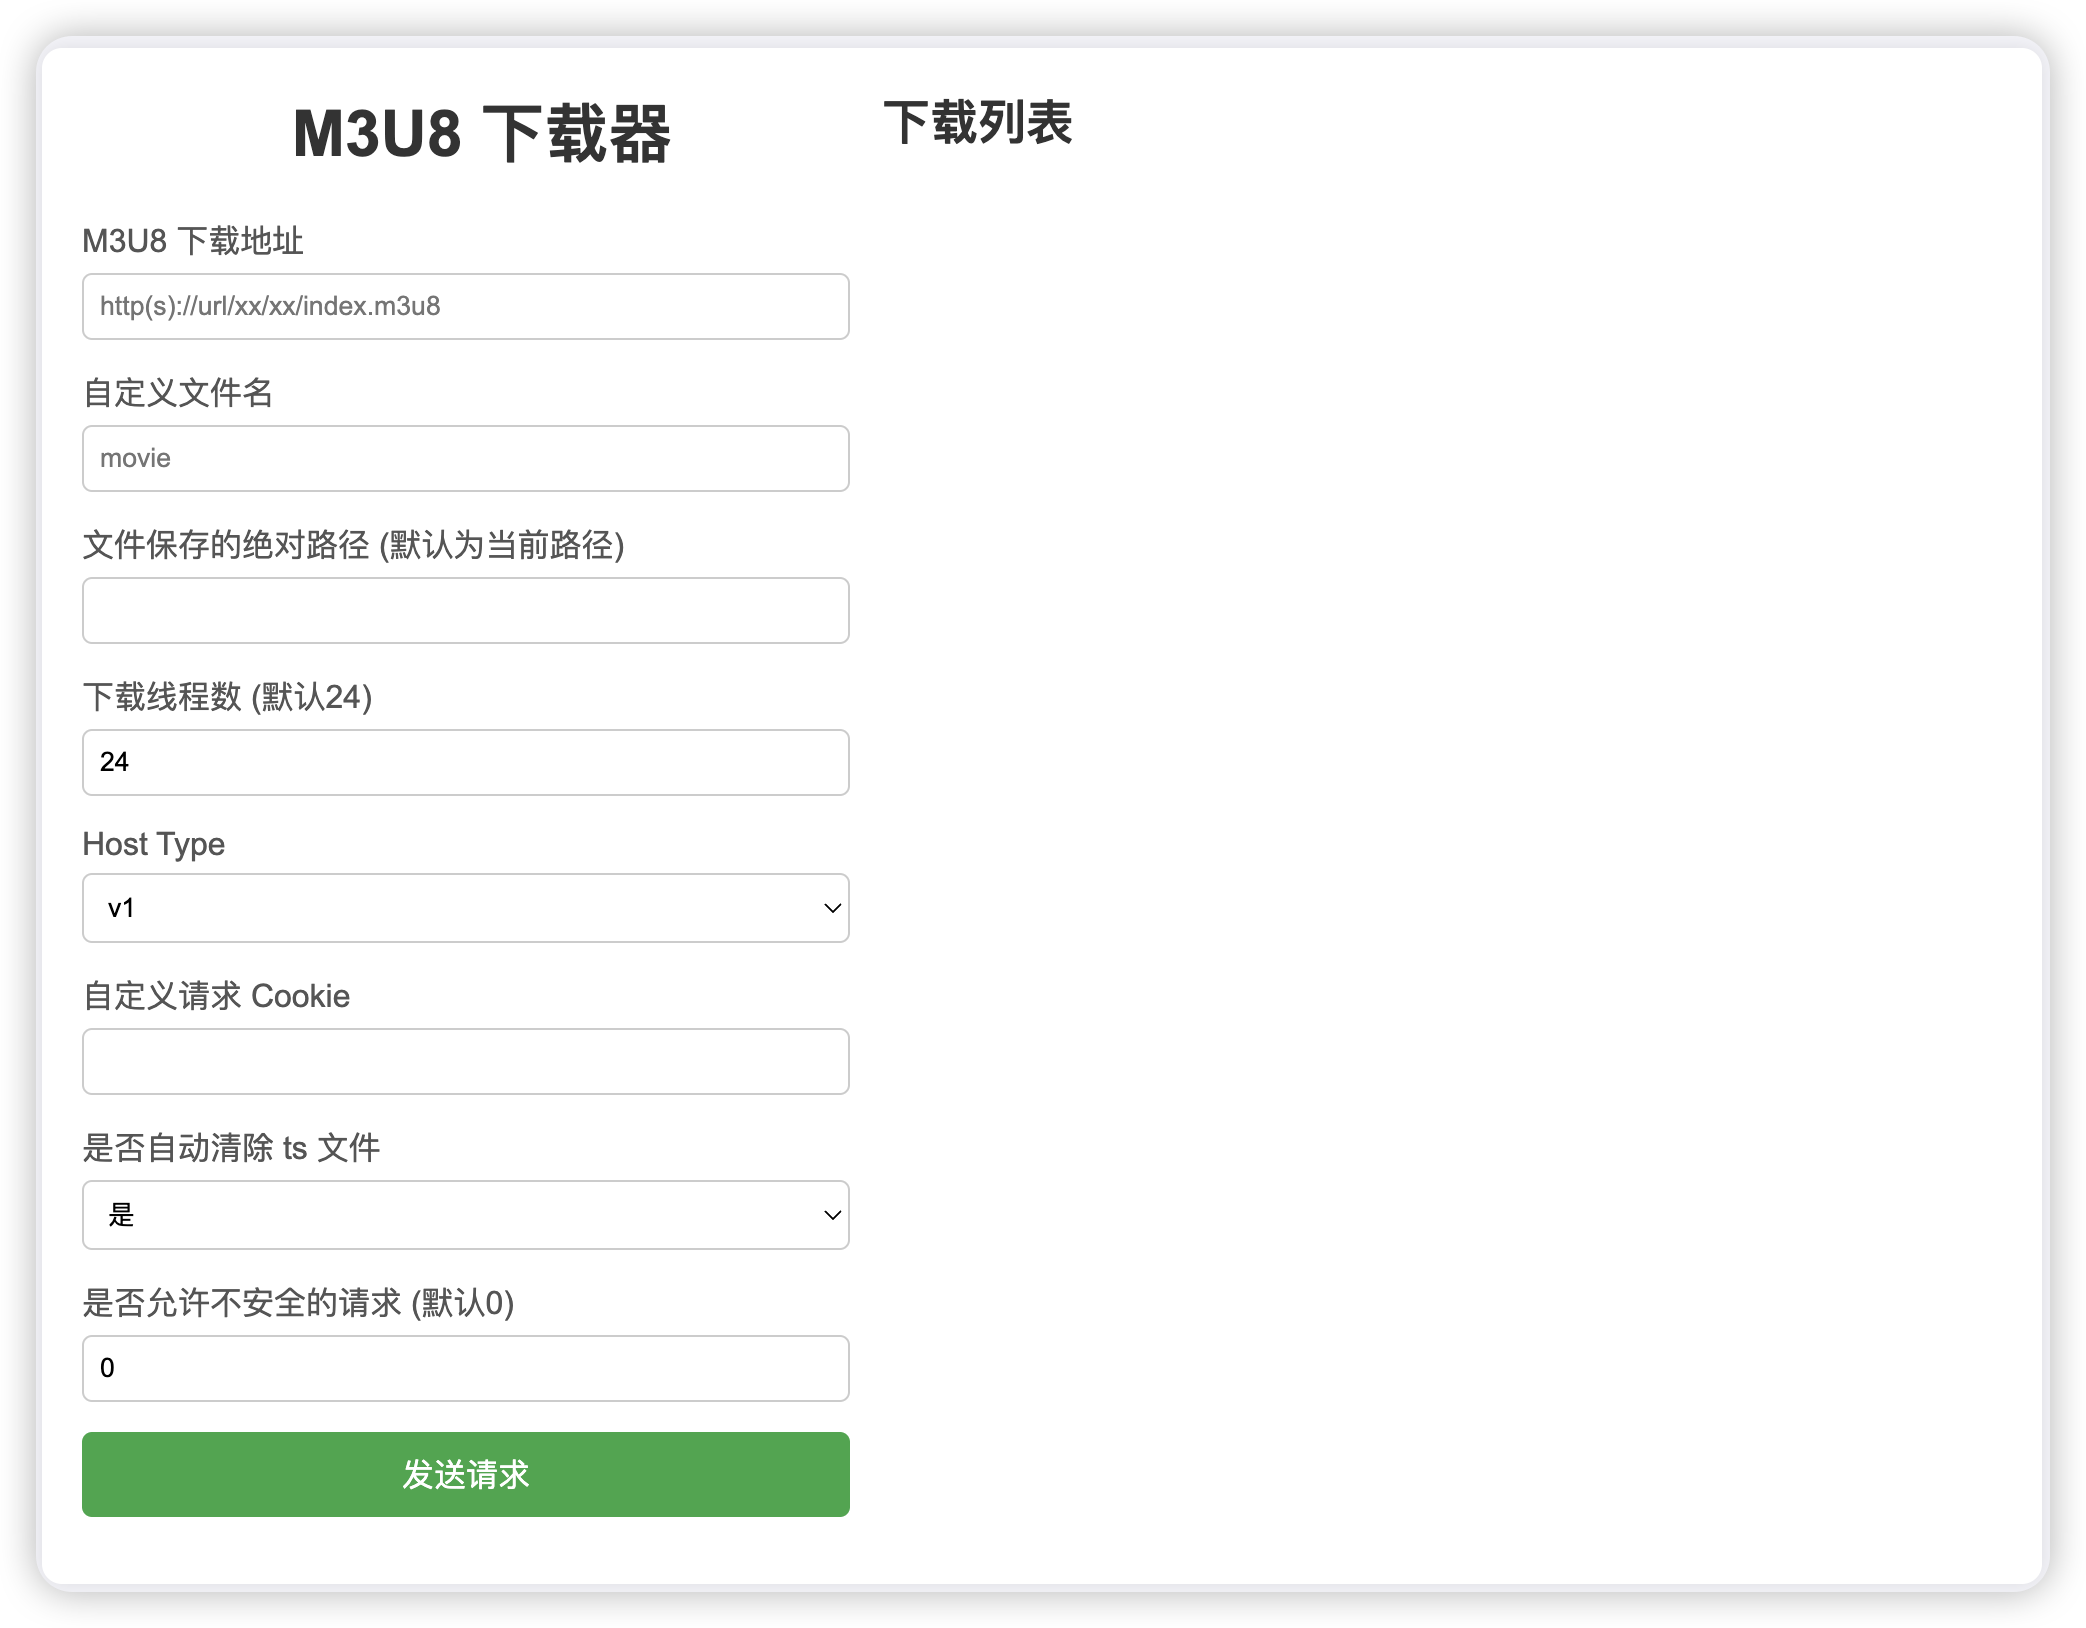 M3U8 下载器
M3U8 下载地址
http(s)://url/xx/xx/index.m3u8
自定义文件名
movie
文件保存的绝对路径 (默认为当前路径)
下载线程数 (默认24)
24
Host Type
v1
自定义请求 Cookie
是否自动清除 ts 文件
是
是否允许不安全的请求 (默认0)
0
发送请求
下载列表